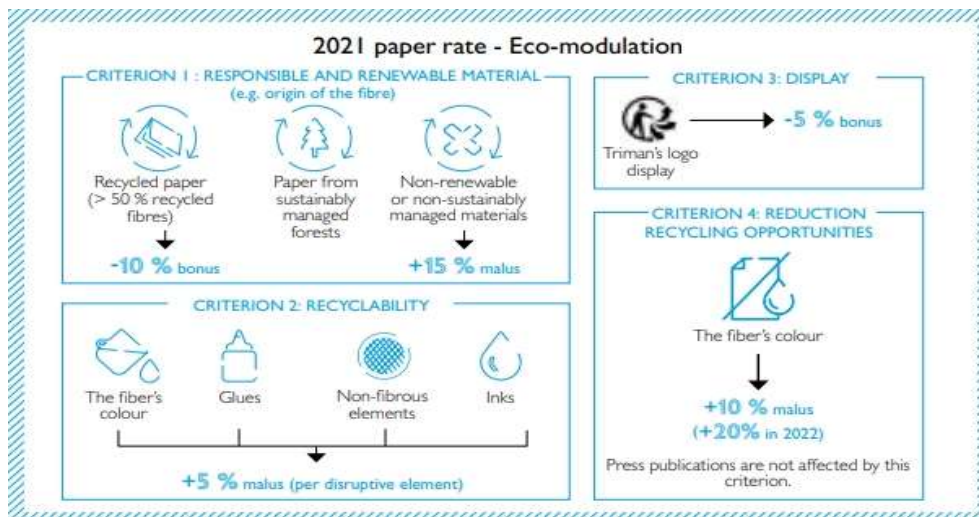 2021 paper rate - Eco-modulation
CRITERION 1 : RESPONSIBLE AND RENEWABLE MATERIAL
(e.g. origin of the fibre)
Recycled paper
(> 50 % recycled
fibres)
Paper from
sustainably
managed
forests
Non-renewable
or non-sustainably
managed materials
-10 % bonus
+15 % malus
CRITERION 2: RECYCLABILITY
The fiber's
colour
Glues
Non-fibrous
elements
Inks
+5 % malus (per disruptive element)
CRITERION 3: DISPLAY
Triman's logo
display
-5 % bonus
CRITERION 4: REDUCTION
RECYCLING OPPORTUNITIES
The fiber's colour
+10 % malus
(+20% in 2022)
Press publications are not affected by this
criterion.